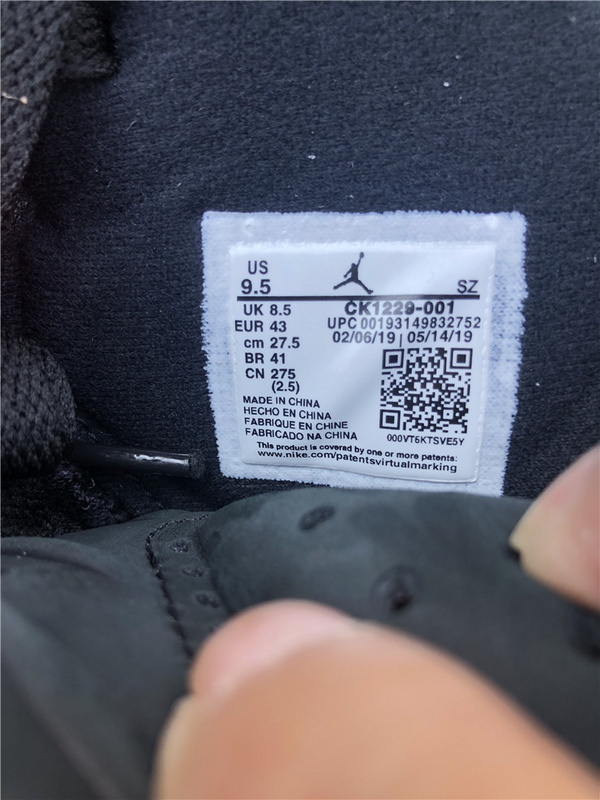 US
9.5
SZ
UK 8.5
EUR 43
cm 27.5
BR 41
CN 275
(2.5)
CK1229-001
UPC 00193149832752
02/06/19 | 05/14/19
000VT6KTSVE5Y
MADE IN CHINA
HECHO EN CHINA
FABRIQUE EN CHINE
FABRICADO NA CHINA
This product is covered by one or more patents:
www.nike.com/patentsvirtualmarking